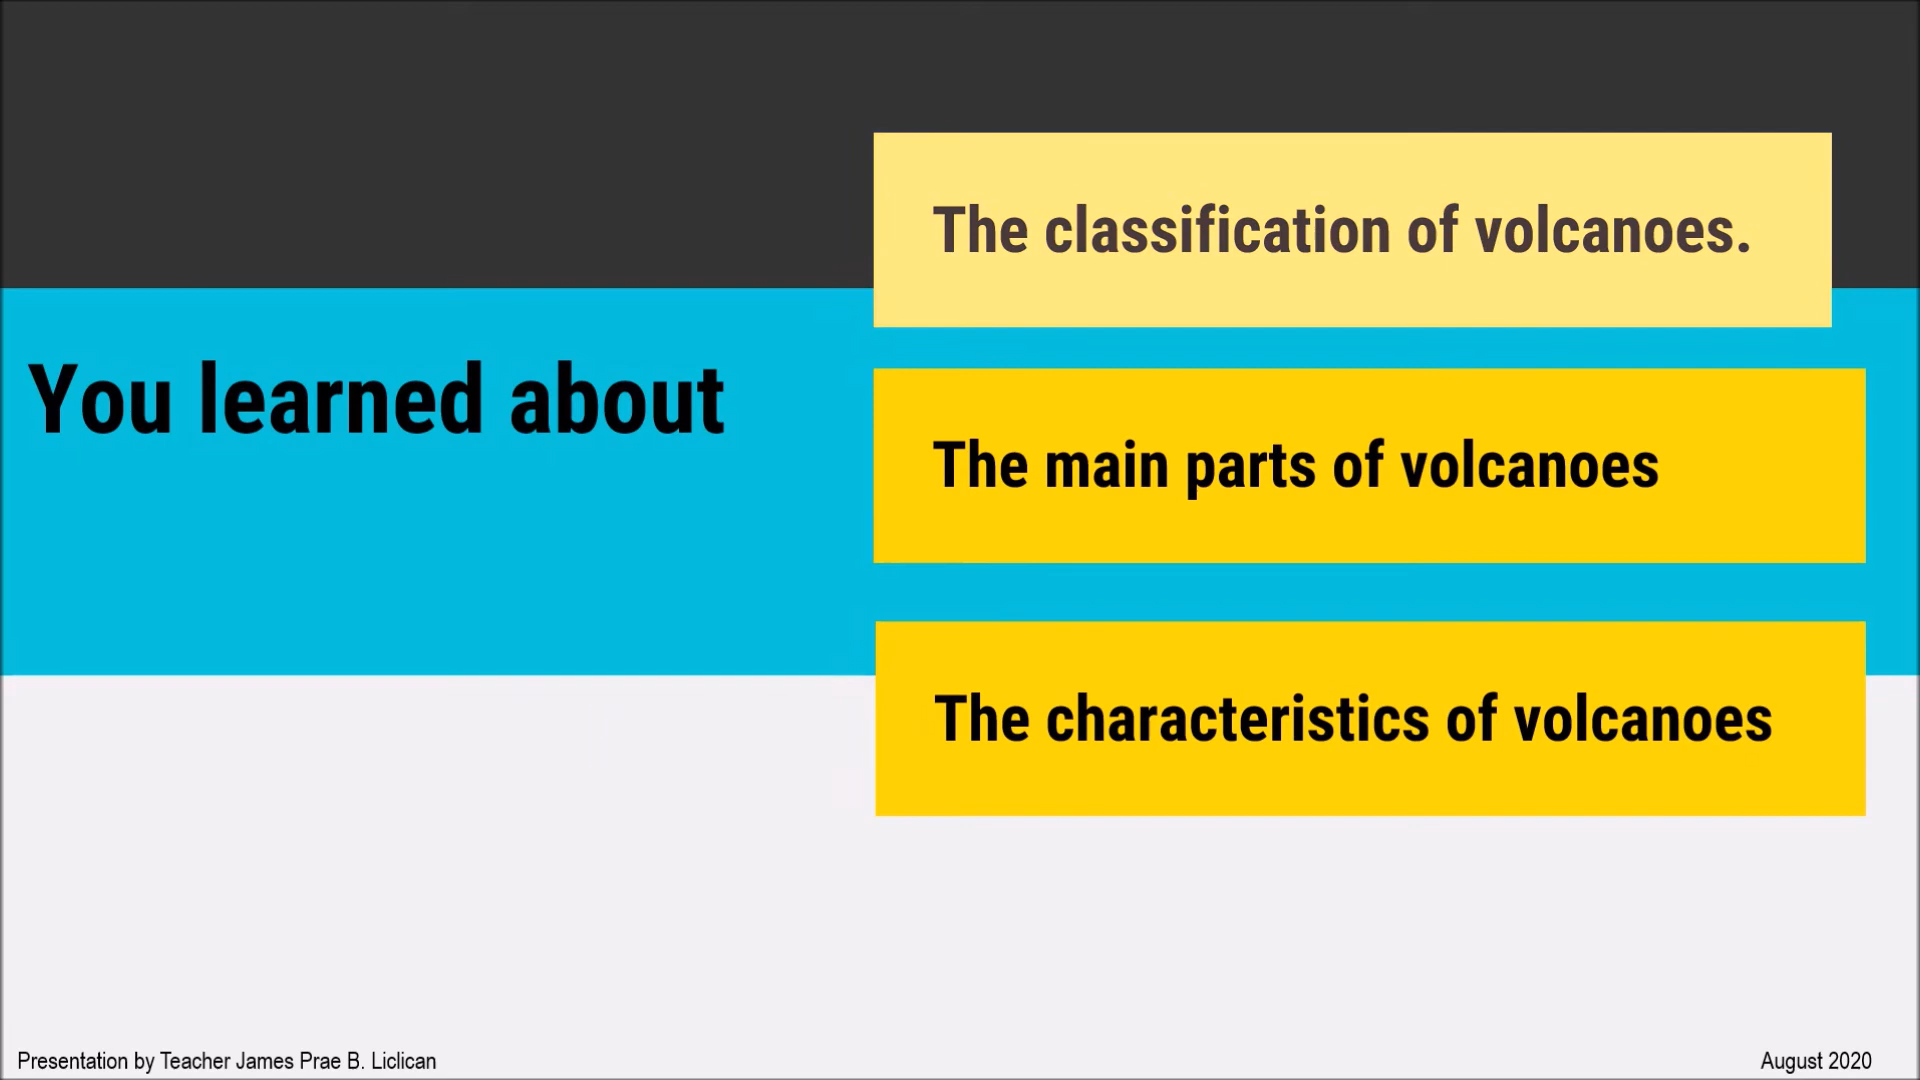 The classification of volcanoes.
You learned about
The main parts of volcanoes
The characteristics of volcanoes
Presentation by Teacher James Prae B. Liclican
August 2020